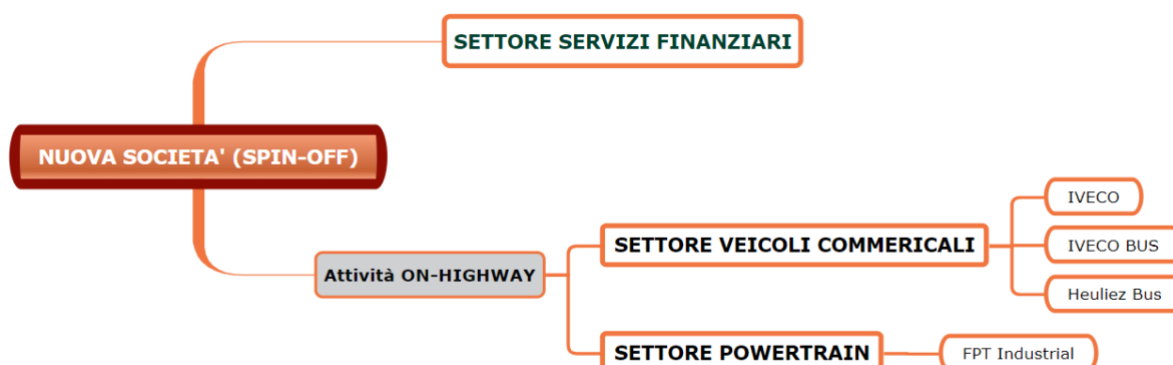 SETTORE SERVIZI FINANZIARI
NUOVA SOCIETA' (SPIN-OFF)
Attività ON-HIGHWAY
SETTORE VEICOLI COMMERICALI
IVECO
IVECO BUS
Heuliez Bus
SETTORE POWERTRAIN
FPT Industrial